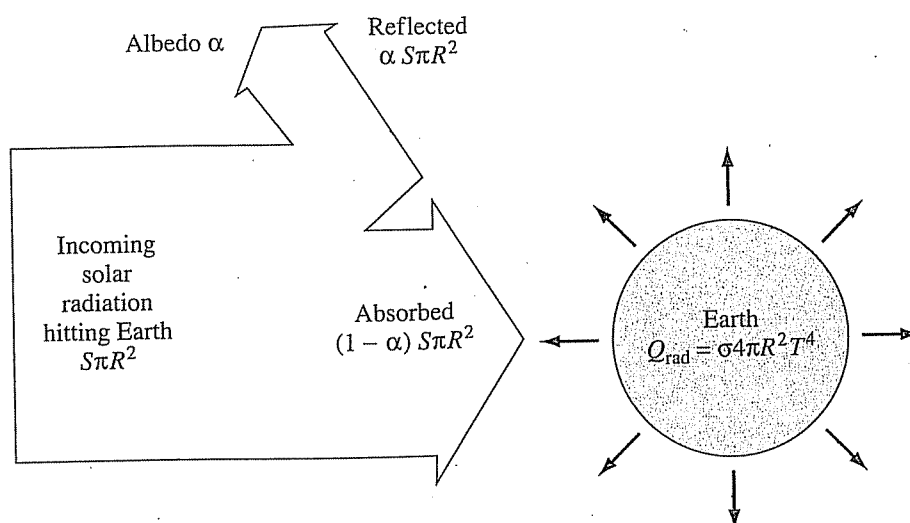 Albedo α
Reflected
α SπR²
Incoming
solar
radiation
hitting Earth
SπR²
Absorbed
(1 − α) SπR²
Earth
Q_rad = σ4πR²T⁴